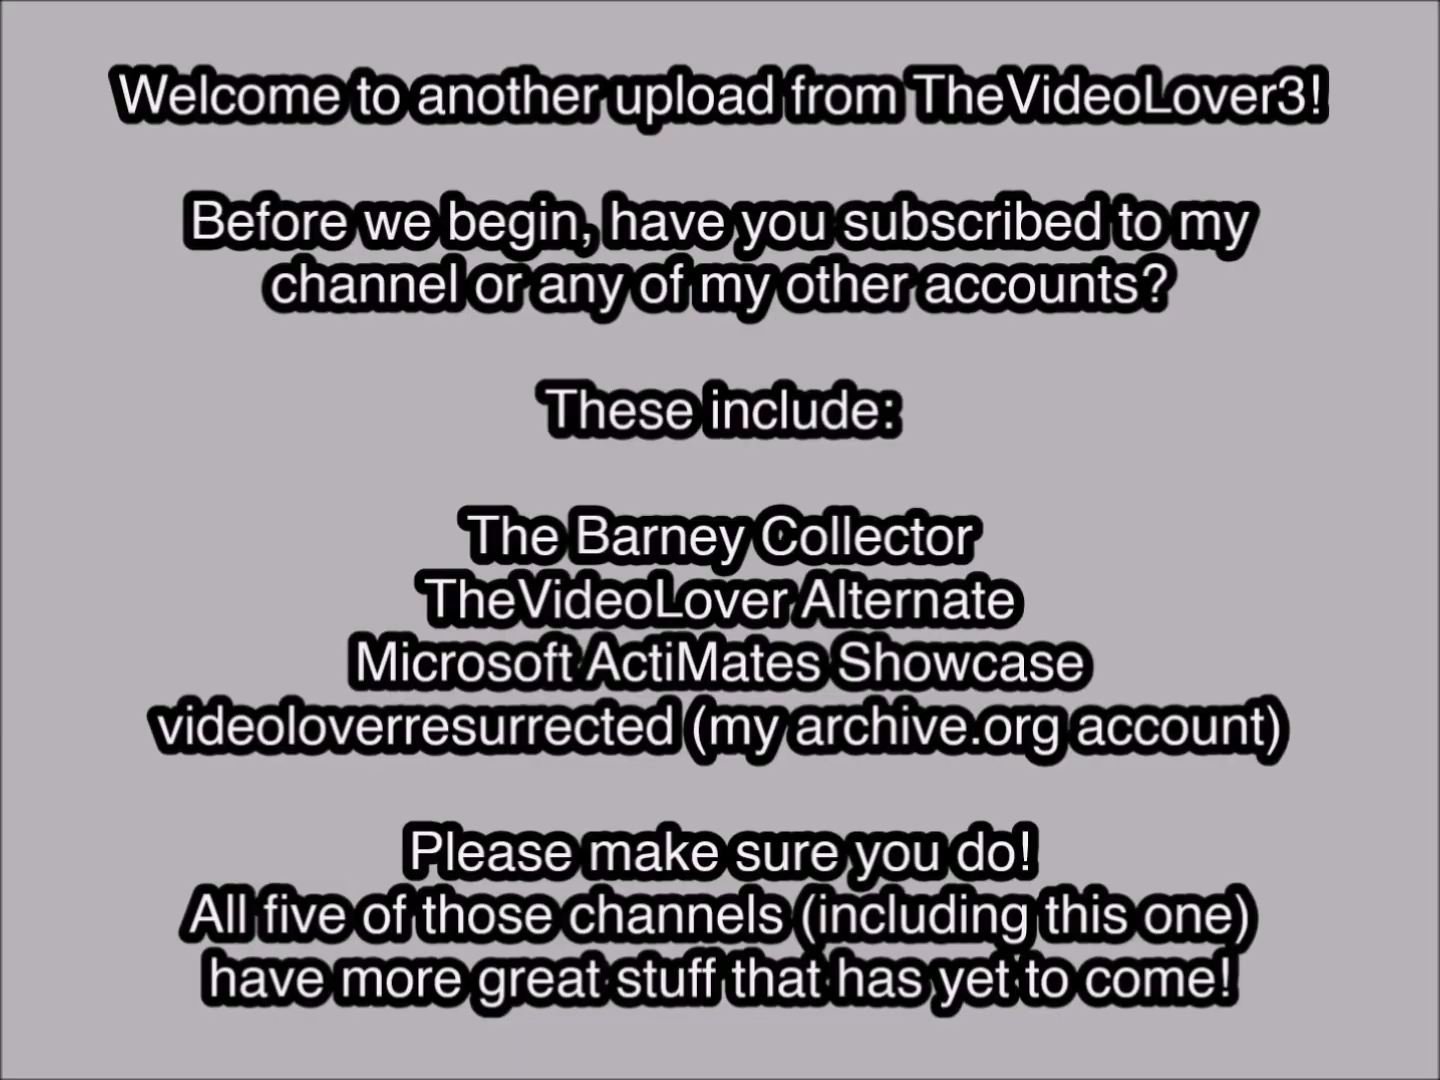 Welcome to another upload from TheVideoLover3!
Before we begin, have you subscribed to my
channel or any of my other accounts?
These include:
The Barney Collector
TheVideoLover Alternate
Microsoft ActiMates Showcase
videoloverresurrected (my archive.org account)
Please make sure you do!
All five of those channels (including this one)
have more great stuff that has yet to come!